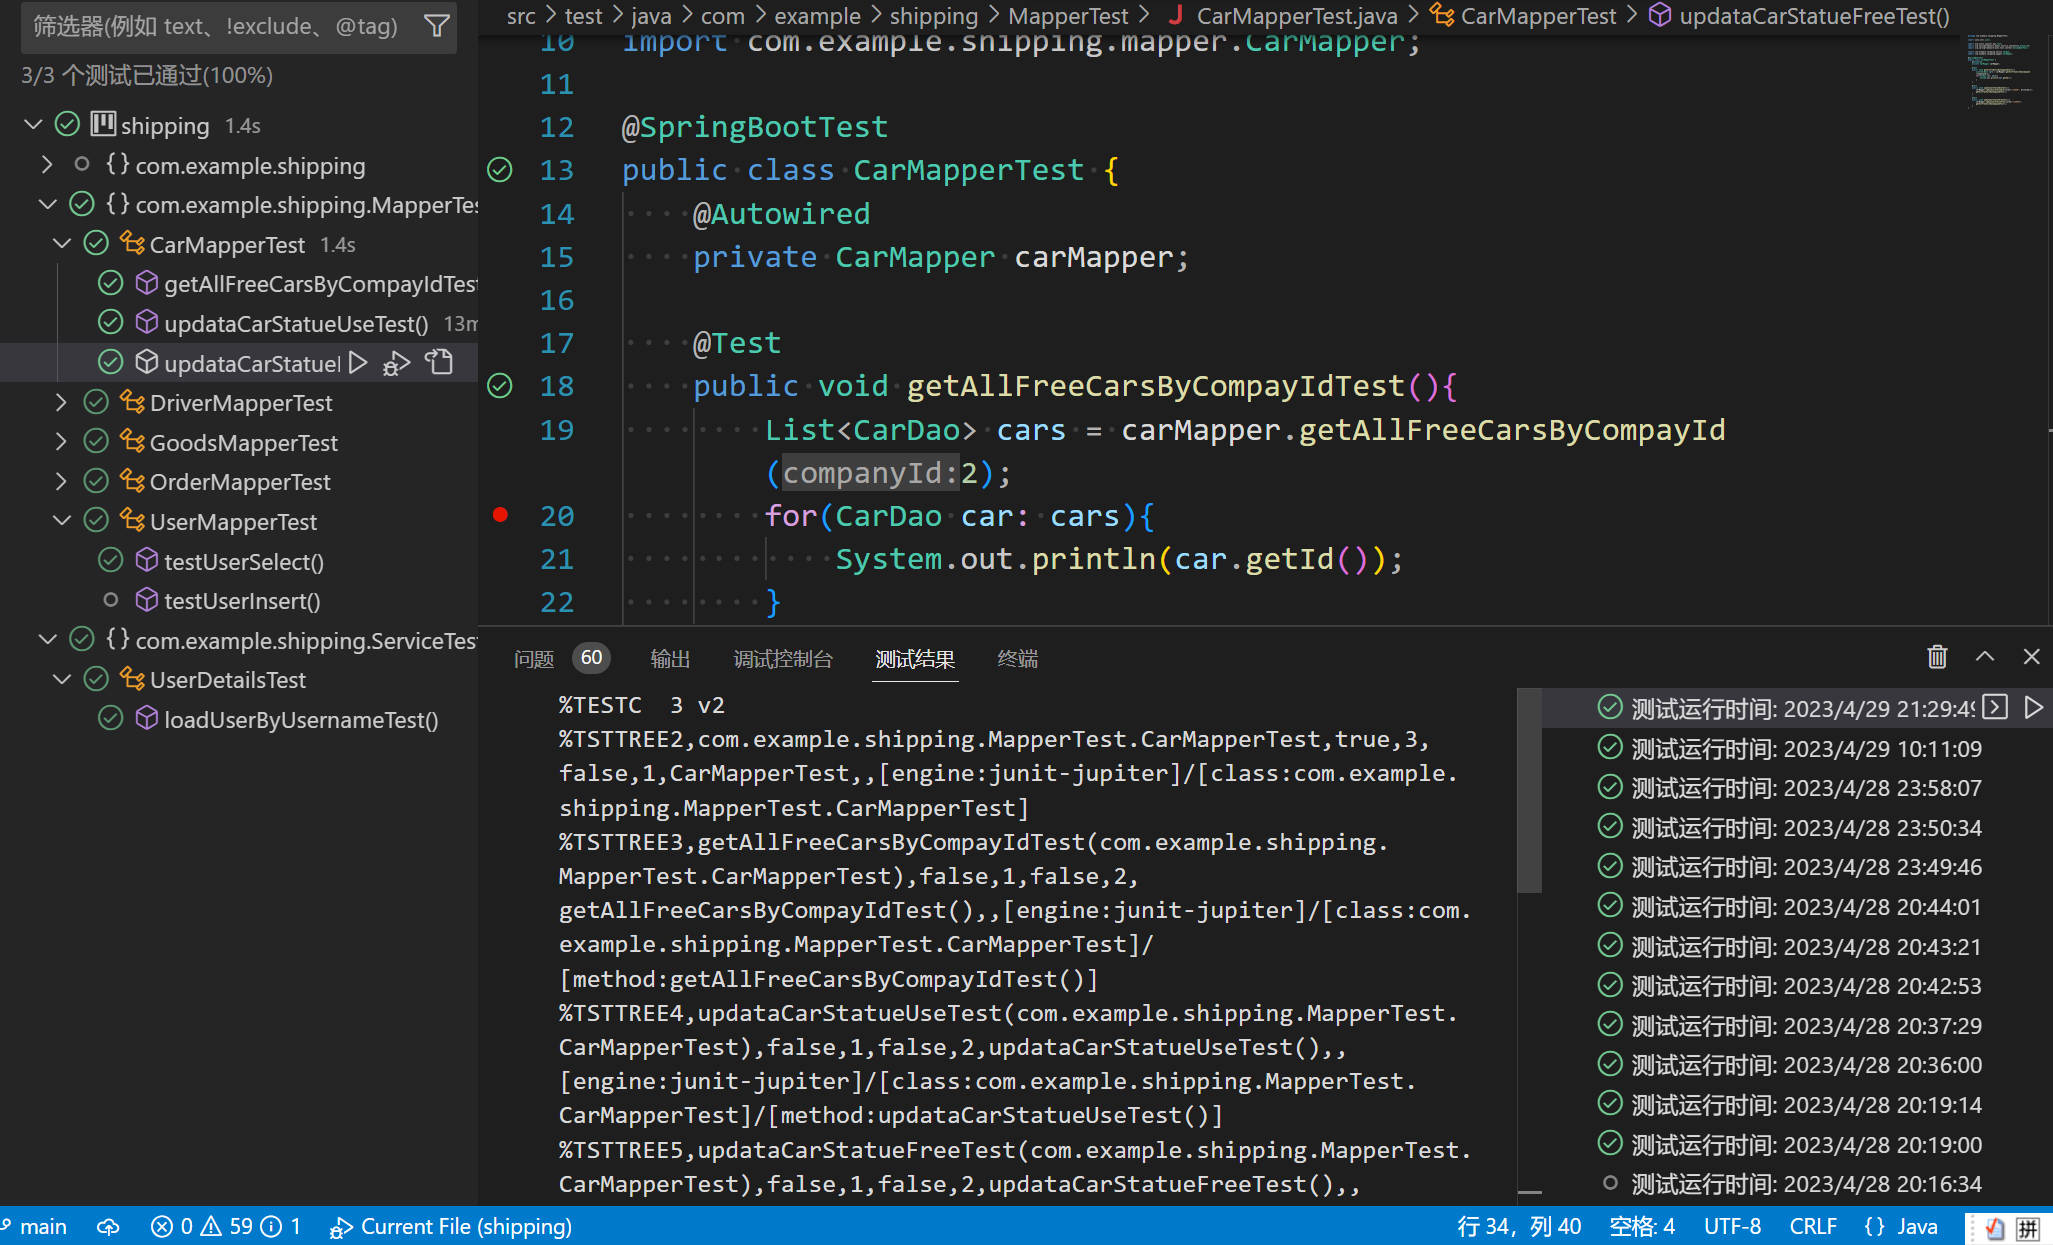 筛选器(例如 text、!exclude、@tag)
3/3 个测试已通过(100%)
shipping 1.4s
{} com.example.shipping
{} com.example.shipping.MapperTes
CarMapperTest 1.4s
getAllFreeCarsByCompayIdTest
updataCarStatueUseTest() 13m
updataCarStatue
DriverMapperTest
GoodsMapperTest
OrderMapperTest
UserMapperTest
testUserSelect()
testUserInsert()
{} com.example.shipping.ServiceTest
UserDetailsTest
loadUserByUsernameTest()
src > test > java > com > example > shipping > MapperTest > J CarMapperTest.java > CarMapperTest > updataCarStatueFreeTest()
10 import com.example.shipping.mapper.CarMapper;
11
12 @SpringBootTest
13 public class CarMapperTest {
14 @Autowired
15 private CarMapper carMapper;
16
17 @Test
18 public void getAllFreeCarsByCompayIdTest(){
19 List<CarDao> cars = carMapper.getAllFreeCarsByCompayId
(companyId:2);
20 for(CarDao car: cars){
21 System.out.println(car.getId());
22 }
问题 60 输出 调试控制台 测试结果 终端
%TESTC  3 v2
%TSTTREE2,com.example.shipping.MapperTest.CarMapperTest,true,3,
false,1,CarMapperTest,,[engine:junit-jupiter]/[class:com.example.
shipping.MapperTest.CarMapperTest]
%TSTTREE3,getAllFreeCarsByCompayIdTest(com.example.shipping.
MapperTest.CarMapperTest),false,1,false,2,
getAllFreeCarsByCompayIdTest(),,[engine:junit-jupiter]/[class:com.
example.shipping.MapperTest.CarMapperTest]/
[method:getAllFreeCarsByCompayIdTest()]
%TSTTREE4,updataCarStatueUseTest(com.example.shipping.MapperTest.
CarMapperTest),false,1,false,2,updataCarStatueUseTest(),,
[engine:junit-jupiter]/[class:com.example.shipping.MapperTest.
CarMapperTest]/[method:updataCarStatueUseTest()]
%TSTTREE5,updataCarStatueFreeTest(com.example.shipping.MapperTest.
CarMapperTest),false,1,false,2,updataCarStatueFreeTest(),,
测试运行时间: 2023/4/29 21:29:49
测试运行时间: 2023/4/29 10:11:09
测试运行时间: 2023/4/28 23:58:07
测试运行时间: 2023/4/28 23:50:34
测试运行时间: 2023/4/28 23:49:46
测试运行时间: 2023/4/28 20:44:01
测试运行时间: 2023/4/28 20:43:21
测试运行时间: 2023/4/28 20:42:53
测试运行时间: 2023/4/28 20:37:29
测试运行时间: 2023/4/28 20:36:00
测试运行时间: 2023/4/28 20:19:14
测试运行时间: 2023/4/28 20:19:00
测试运行时间: 2023/4/28 20:16:34
main 0 59 1 Current File (shipping) 行 34，列 40 空格: 4 UTF-8 CRLF {} Java 拼